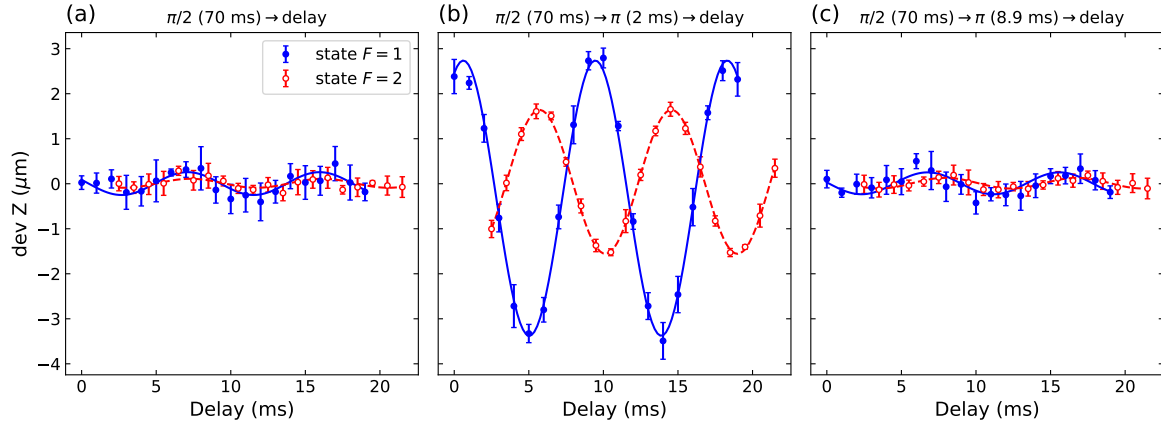 (a) π/2 (70 ms) → delay
(b) π/2 (70 ms) → π (2 ms) → delay
(c) π/2 (70 ms) → π (8.9 ms) → delay
state F = 1
state F = 2
dev Z (μm)
3
2
1
0
−1
−2
−3
−4
0 5 10 15 20
0 5 10 15 20
0 5 10 15 20
Delay (ms)
Delay (ms)
Delay (ms)